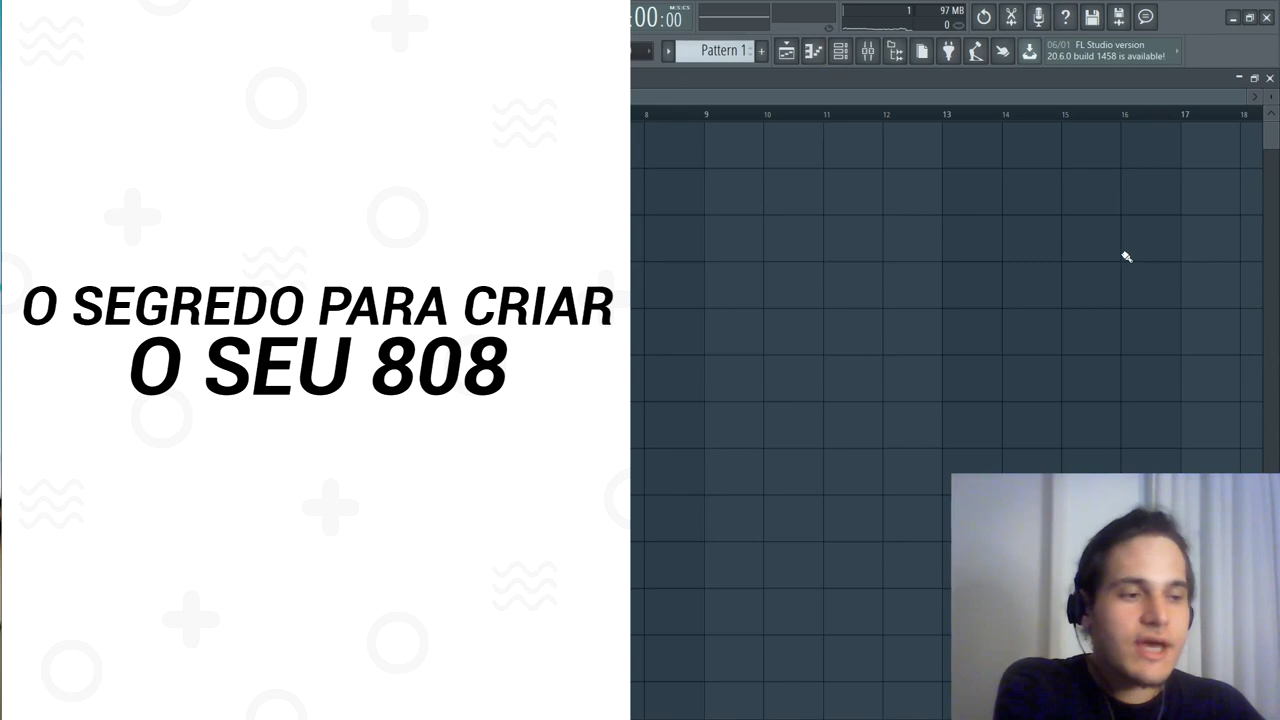 O SEGREDO PARA CRIAR
O SEU 808
:00:00
M:S:CS
1
97 MB
0
Pattern 1
06/01 FL Studio version
20.6.0 build 1458 is available!
8 9 10 11 12 13 14 15 16 17 18